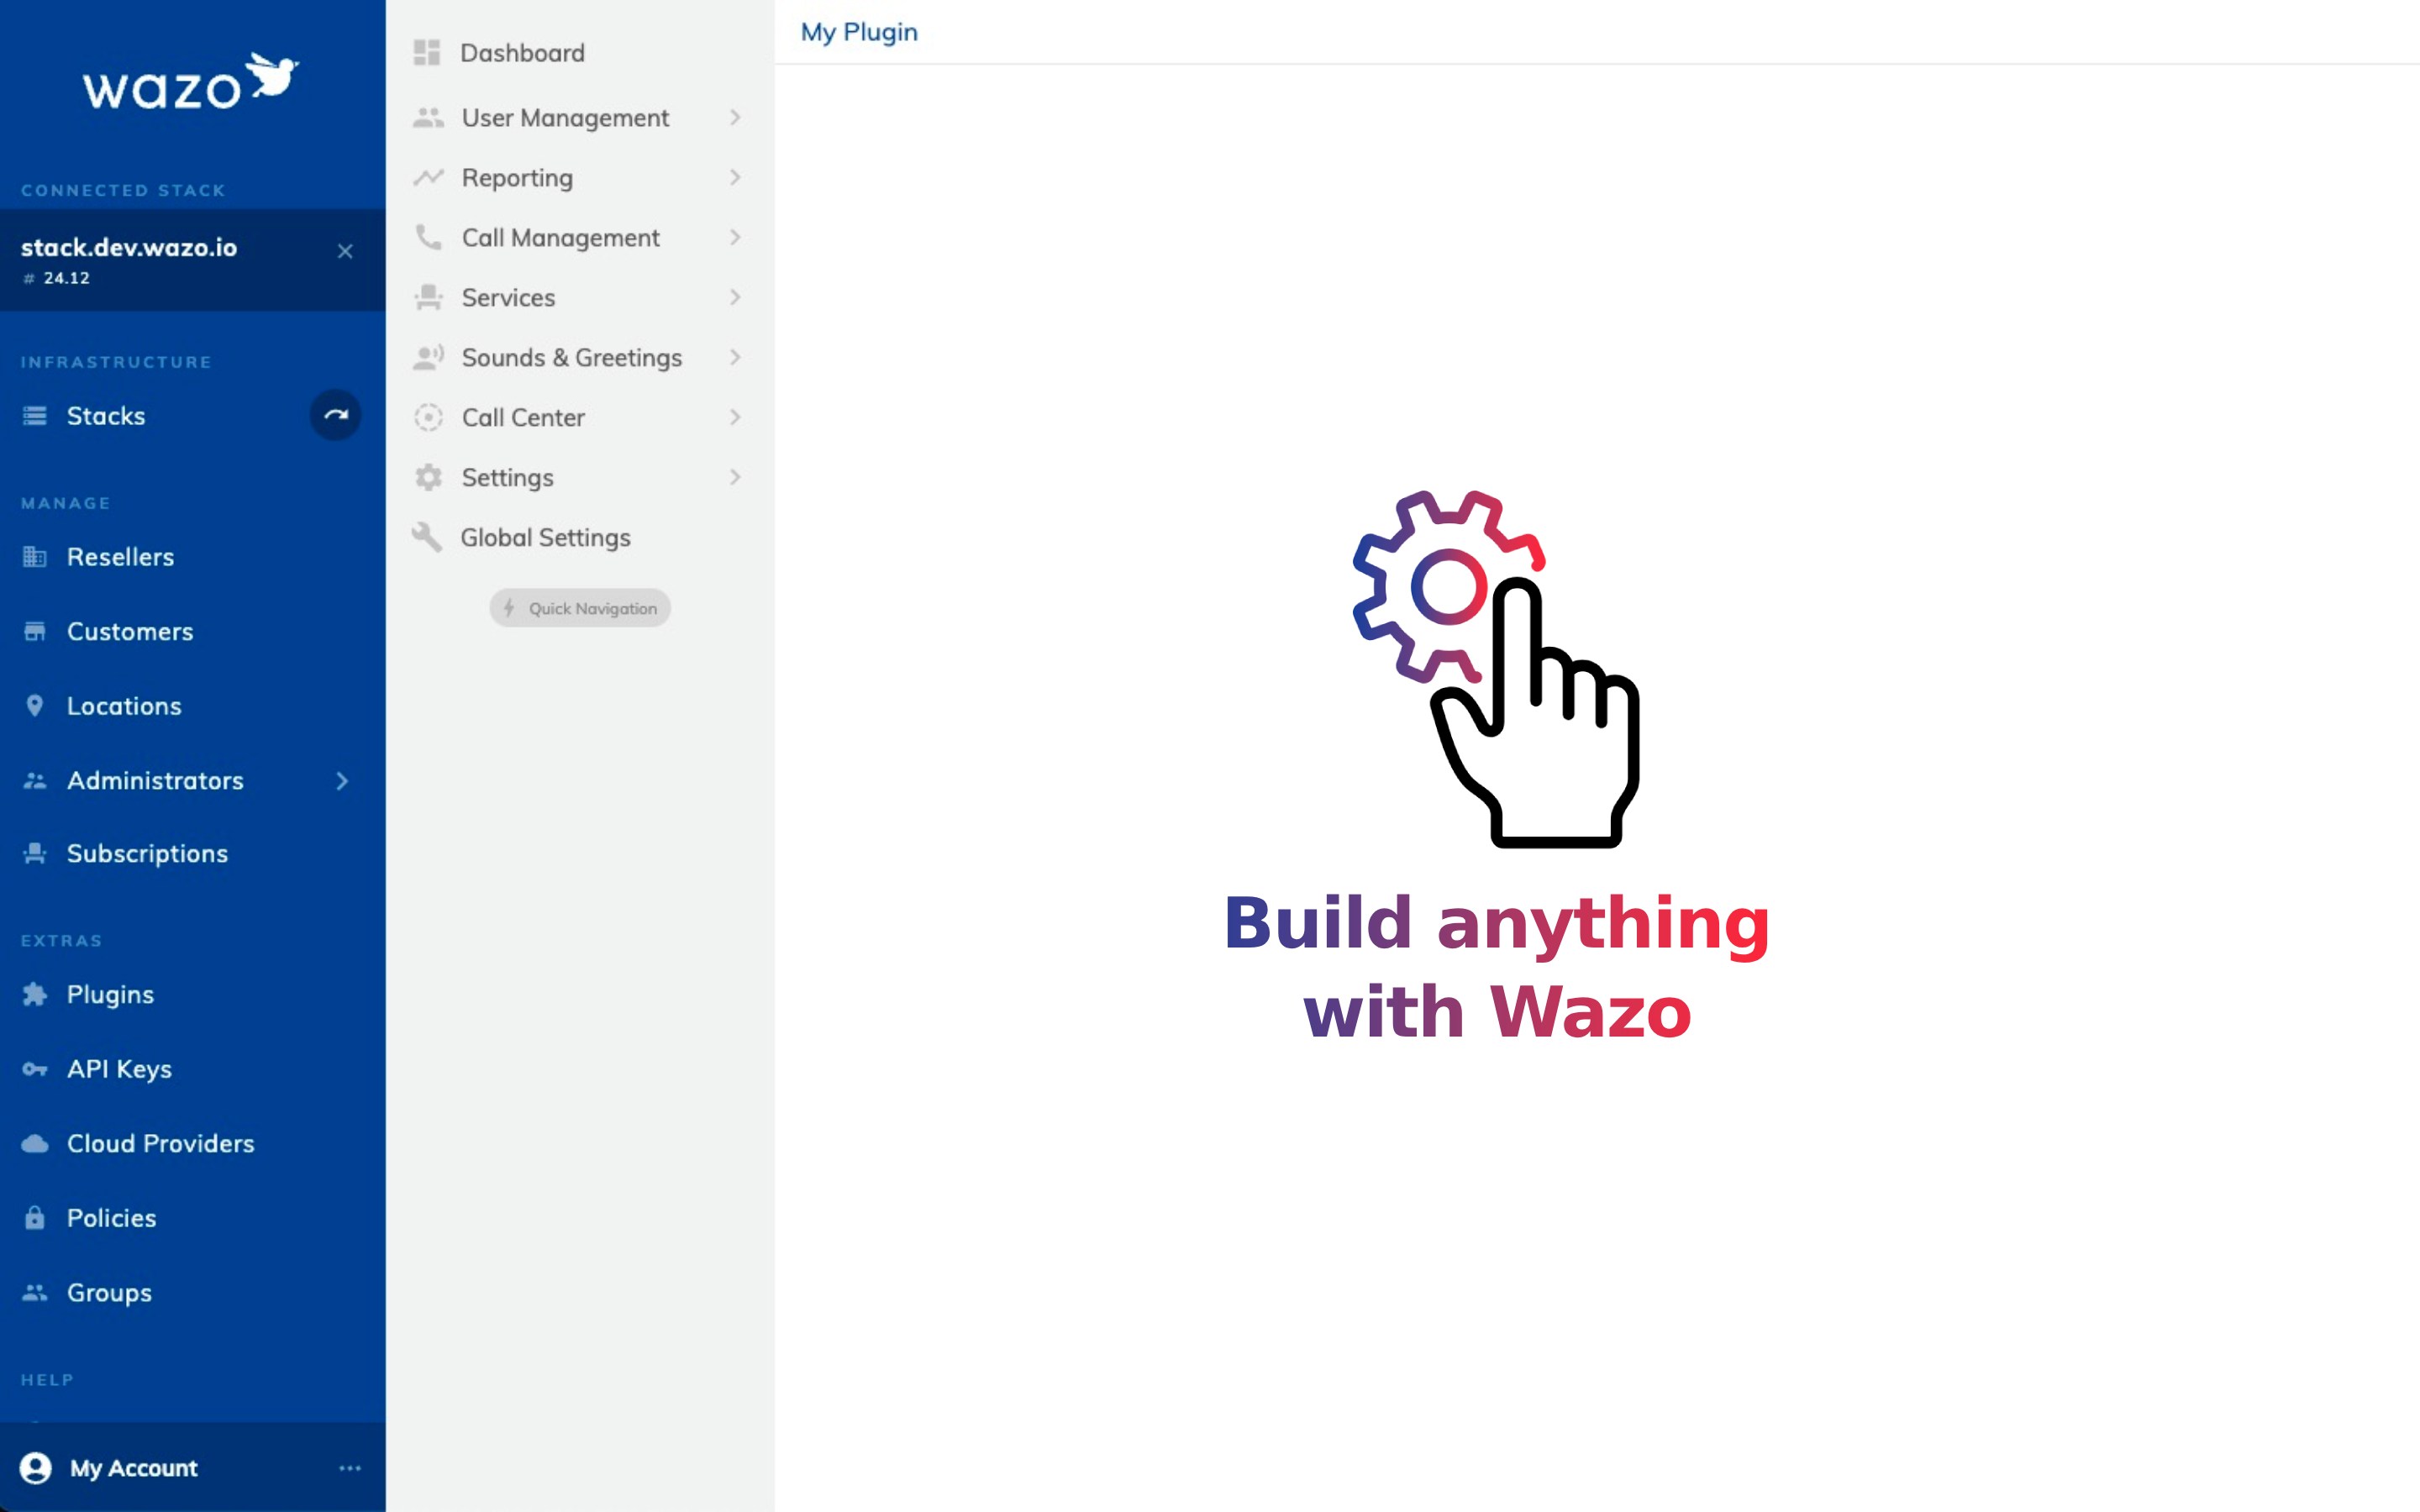 wazo
CONNECTED STACK
stack.dev.wazo.io
# 24.12
INFRASTRUCTURE
Stacks
MANAGE
Resellers
Customers
Locations
Administrators
Subscriptions
EXTRAS
Plugins
API Keys
Cloud Providers
Policies
Groups
HELP
My Account
Dashboard
User Management
Reporting
Call Management
Services
Sounds & Greetings
Call Center
Settings
Global Settings
Quick Navigation
My Plugin
Build anything
with Wazo